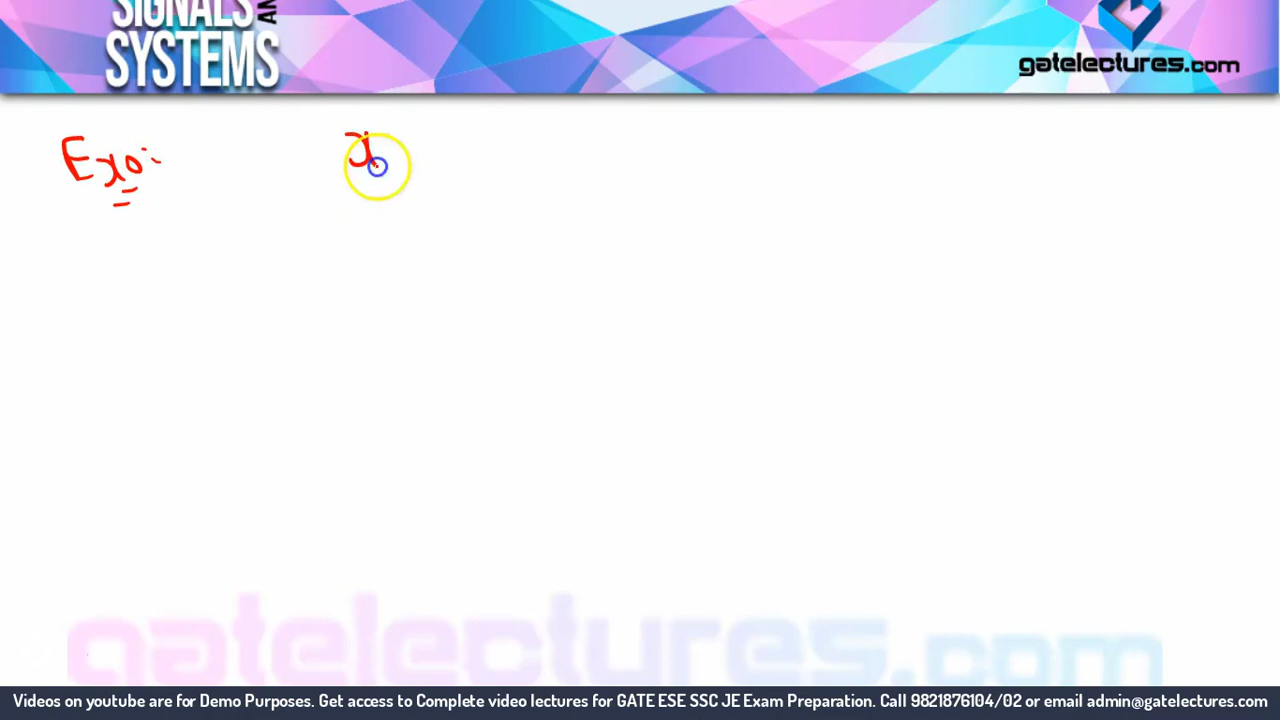 SIGNALS AN
SYSTEMS
gatelectures.com
Exo:
x
gatelectures.com
Videos on youtube are for Demo Purposes. Get access to Complete video lectures for GATE ESE SSC JE Exam Preparation. Call 9821876104/02 or email admin@gatelectures.com